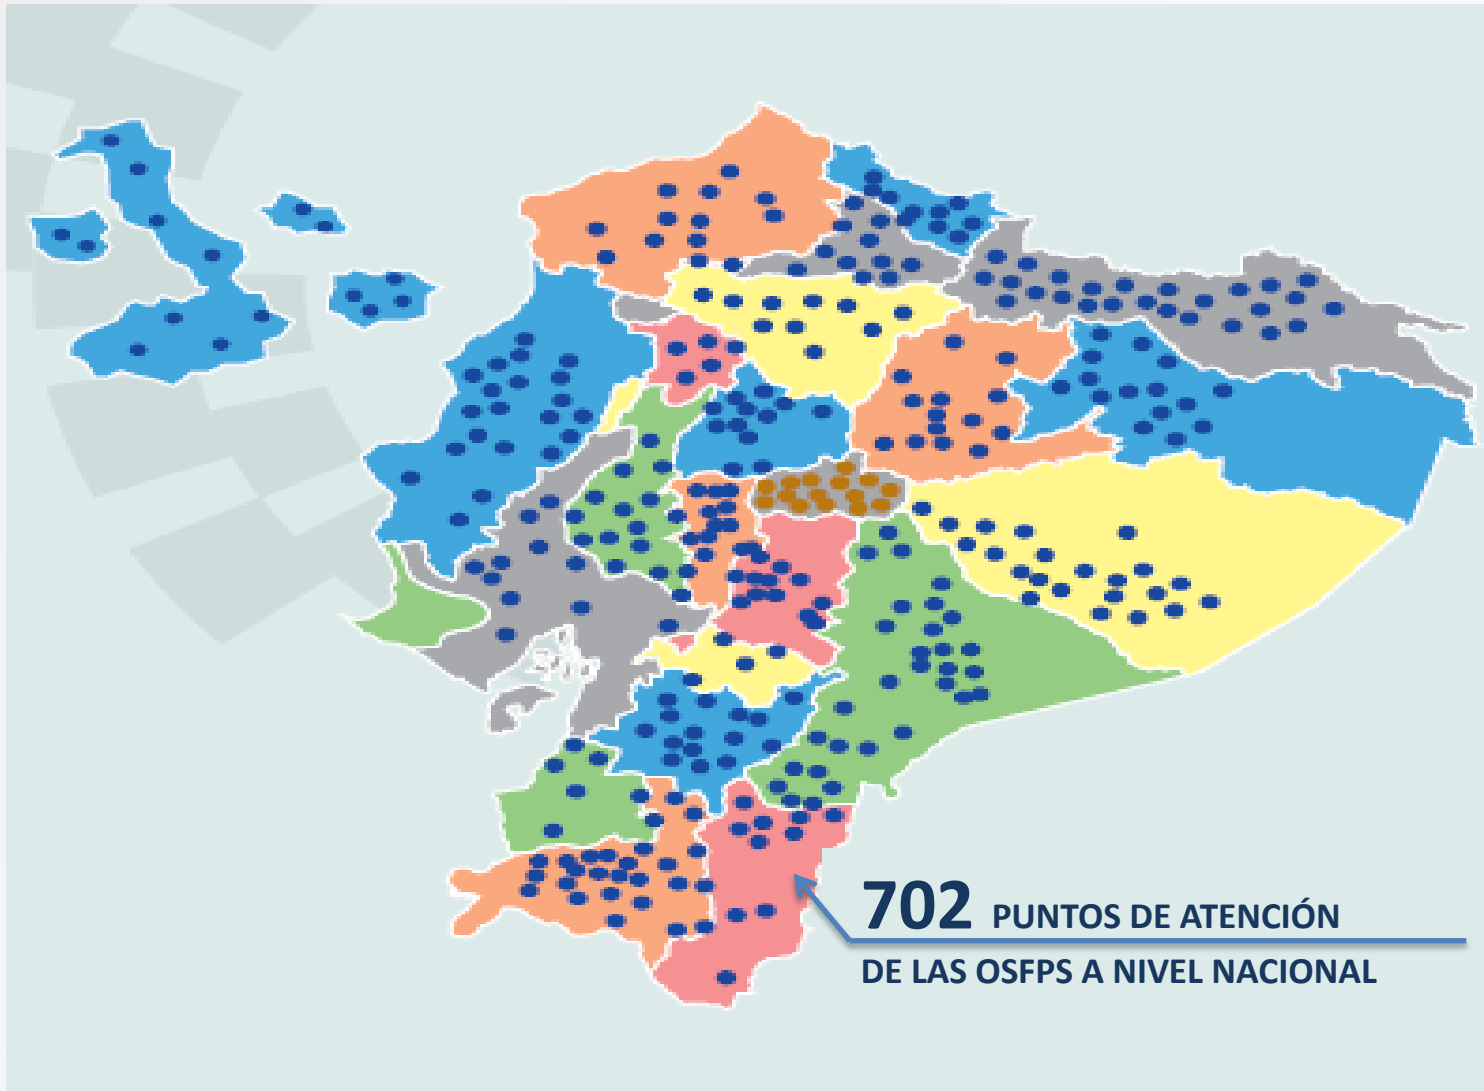 702 PUNTOS DE ATENCIÓN
DE LAS OSFPS A NIVEL NACIONAL